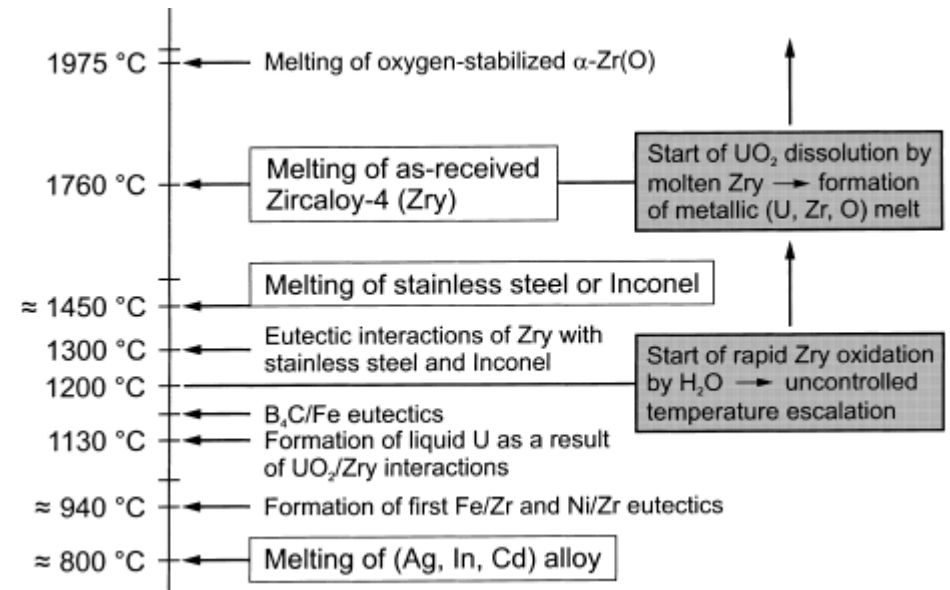 1975 °C
Melting of oxygen-stabilized α-Zr(O)
1760 °C
Melting of as-received
Zircaloy-4 (Zry)
Start of UO₂ dissolution by
molten Zry → formation
of metallic (U, Zr, O) melt
≈ 1450 °C
Melting of stainless steel or Inconel
1300 °C
Eutectic interactions of Zry with
stainless steel and Inconel
1200 °C
Start of rapid Zry oxidation
by H₂O → uncontrolled
temperature escalation
B₄C/Fe eutectics
1130 °C
Formation of liquid U as a result
of UO₂/Zry interactions
≈ 940 °C
Formation of first Fe/Zr and Ni/Zr eutectics
≈ 800 °C
Melting of (Ag, In, Cd) alloy